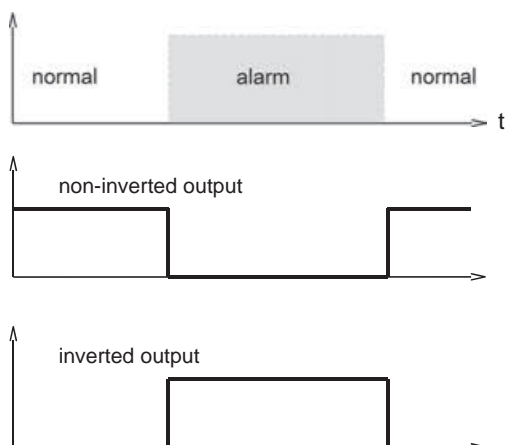 normal alarm normal
t
non-inverted output
inverted output